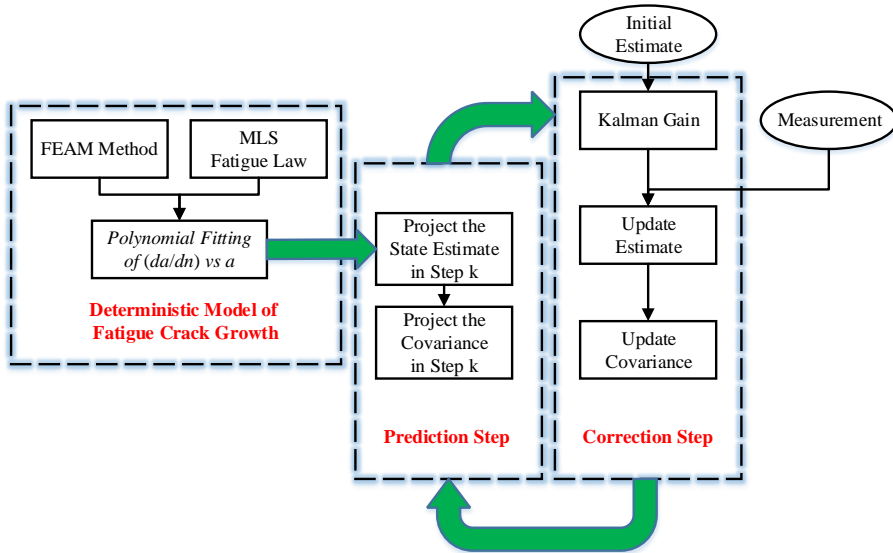 Initial
Estimate
FEAM Method
MLS
Fatigue Law
Polynomial Fitting
of (da/dn) vs a
Deterministic Model of
Fatigue Crack Growth
Project the
State Estimate
in Step k
Project the
Covariance
in Step k
Prediction Step
Kalman Gain
Measurement
Update
Estimate
Update
Covariance
Correction Step